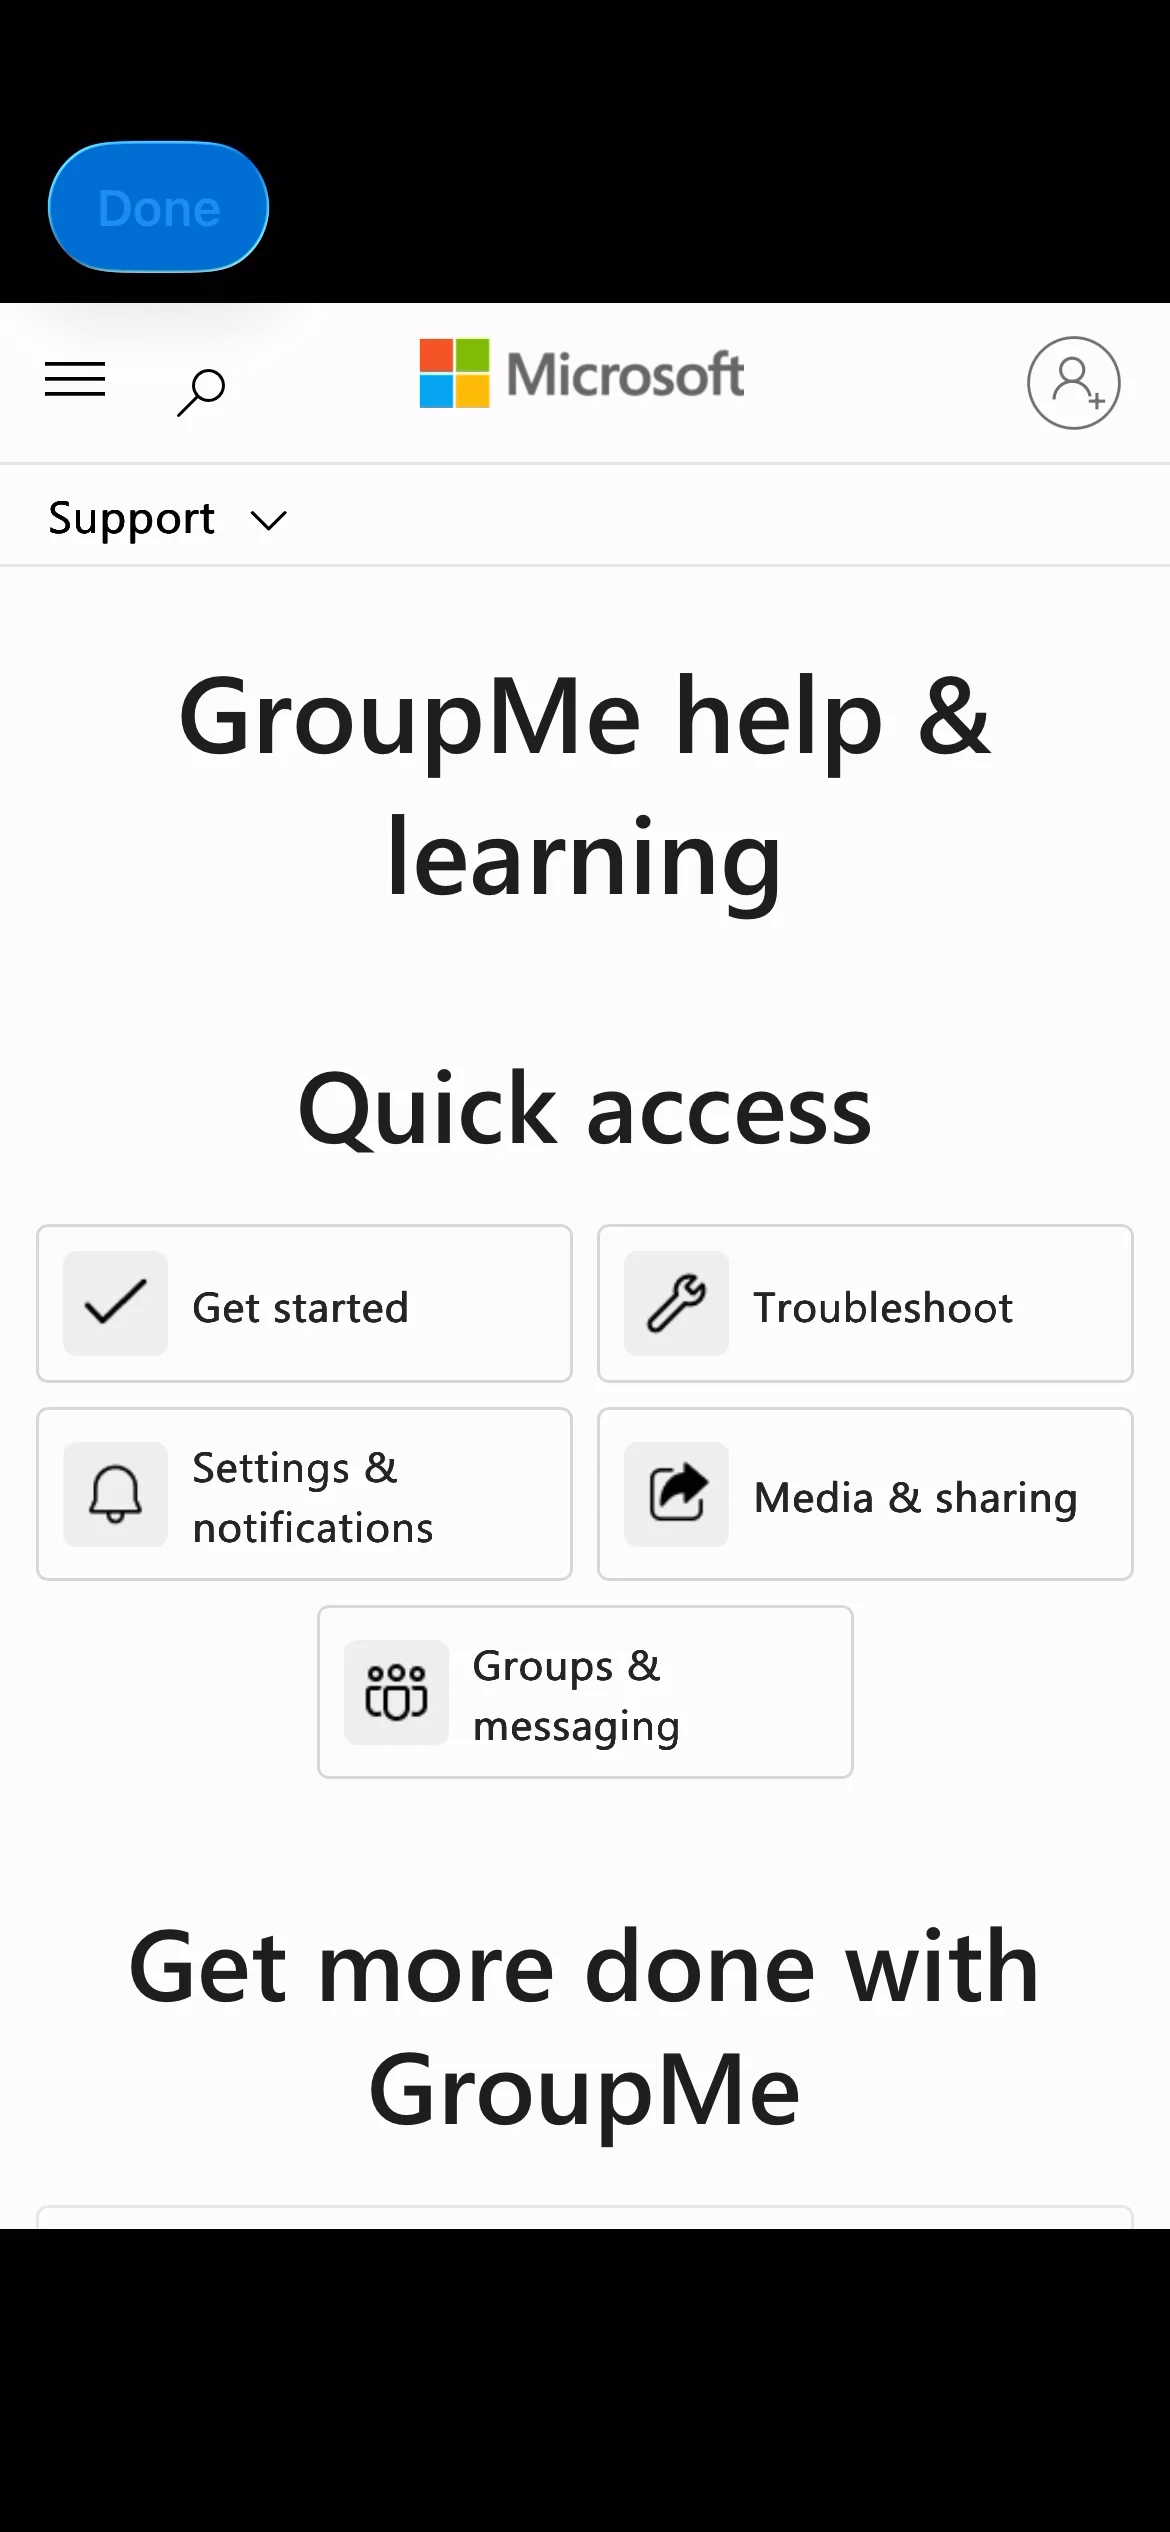 Done
Microsoft
Support
GroupMe help &
learning
Quick access
Get started
Troubleshoot
Settings &
notifications
Media & sharing
Groups &
messaging
Get more done with
GroupMe